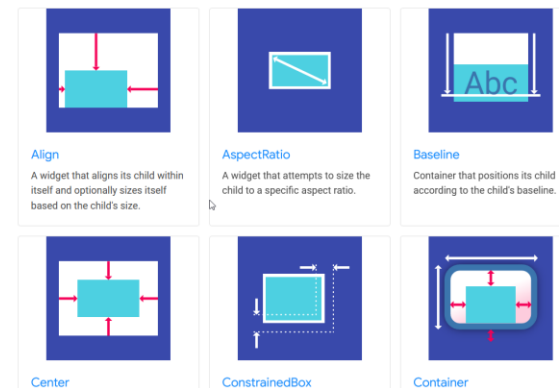 Abc
Align
AspectRatio
Baseline
A widget that aligns its child within
itself and optionally sizes itself
based on the child's size.
A widget that attempts to size the
child to a specific aspect ratio.
Container that positions its child
according to the child's baseline.
Center
ConstrainedBox
Container